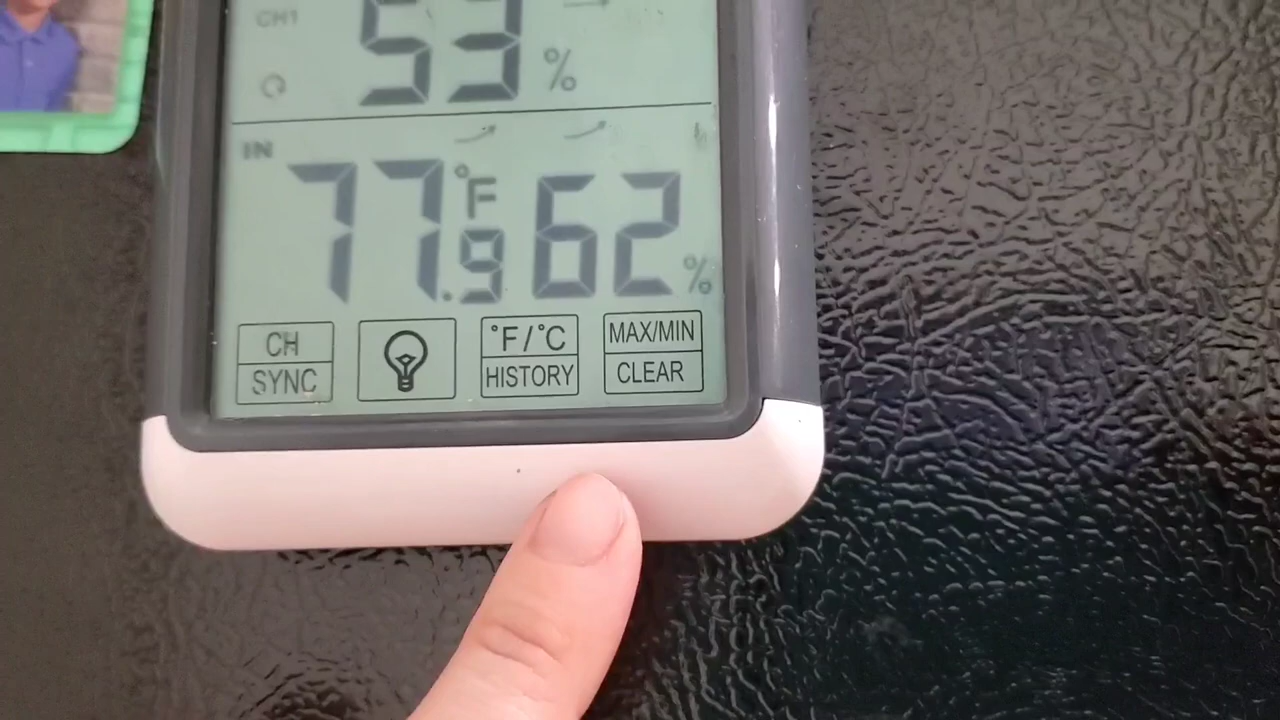 CH1
53 %
IN
77.9 °F 62 %
CH
SYNC
°F/°C
HISTORY
MAX/MIN
CLEAR